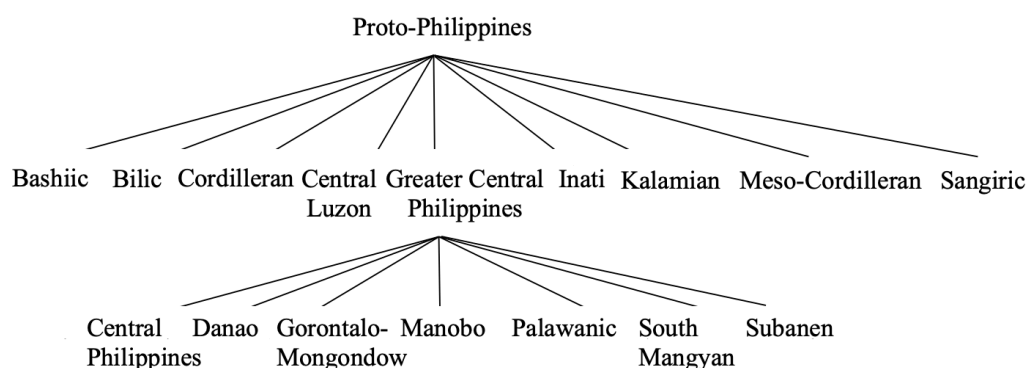 Proto-Philippines
Bashiic Bilic Cordilleran Central Greater Central Inati Kalamian Meso-Cordilleran Sangiric
Luzon Philippines
Central Danao Gorontalo- Manobo Palawanic South Subanen
Philippines Mongondow Mangyan